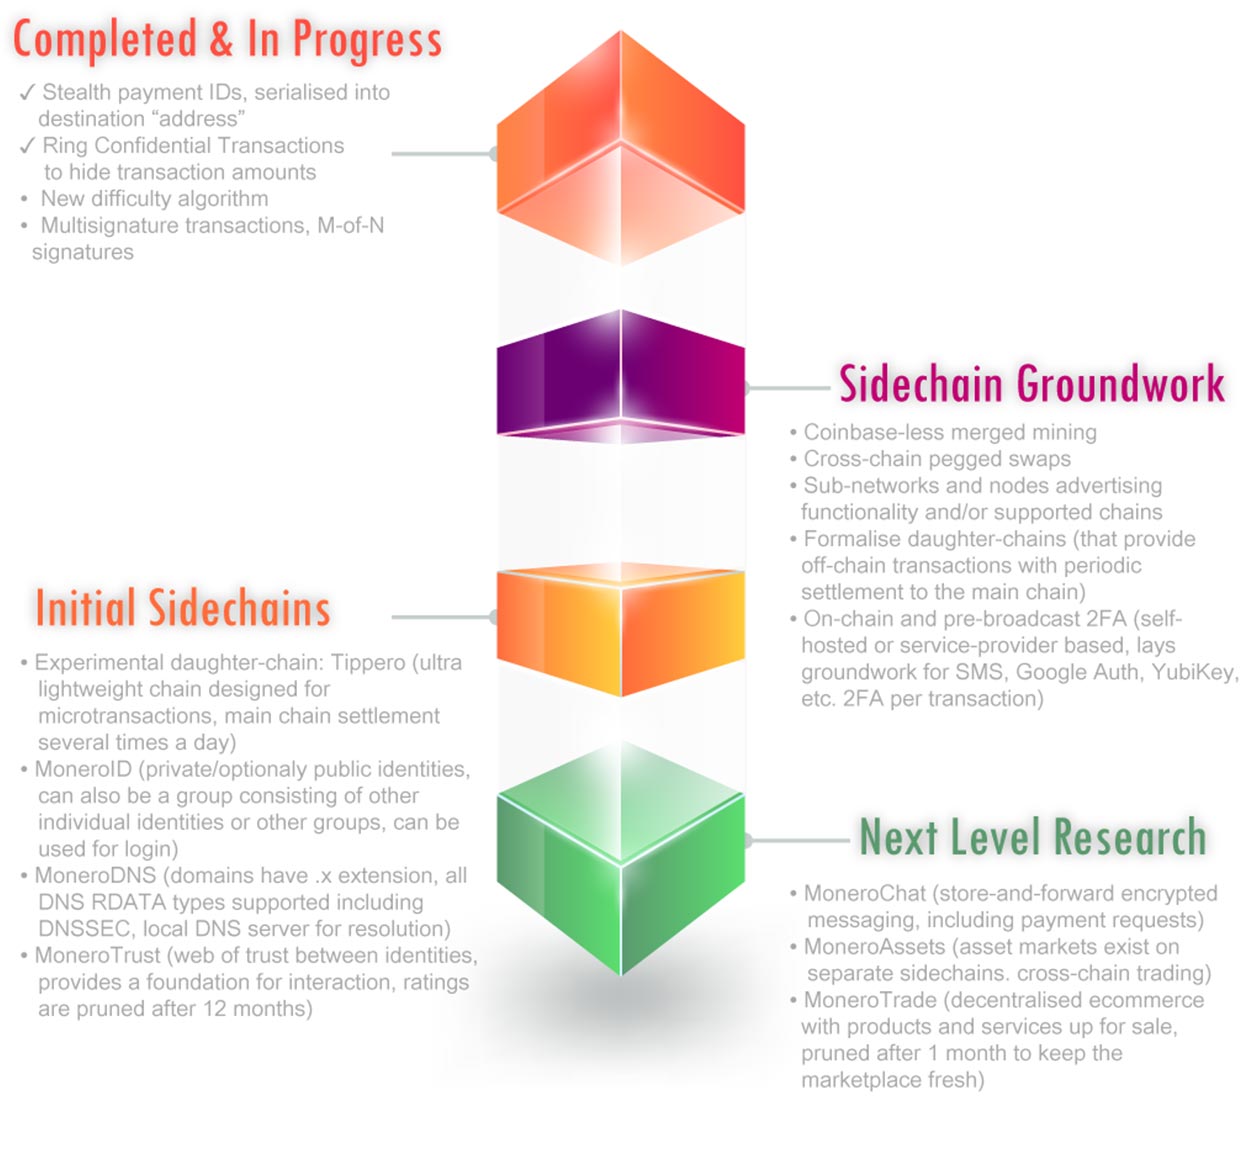 Completed & In Progress
✓ Stealth payment IDs, serialised into
destination “address”
✓ Ring Confidential Transactions
to hide transaction amounts
• New difficulty algorithm
• Multisignature transactions, M-of-N
signatures
Sidechain Groundwork
• Coinbase-less merged mining
• Cross-chain pegged swaps
• Sub-networks and nodes advertising
functionality and/or supported chains
• Formalise daughter-chains (that provide
off-chain transactions with periodic
settlement to the main chain)
• On-chain and pre-broadcast 2FA (self-
hosted or service-provider based, lays
groundwork for SMS, Google Auth, YubiKey,
etc. 2FA per transaction)
Initial Sidechains
• Experimental daughter-chain: Tippero (ultra
lightweight chain designed for
microtransactions, main chain settlement
several times a day)
• MoneroID (private/optionaly public identities,
can also be a group consisting of other
individual identities or other groups, can be
used for login)
• MoneroDNS (domains have .x extension, all
DNS RDATA types supported including
DNSSEC, local DNS server for resolution)
• MoneroTrust (web of trust between identities,
provides a foundation for interaction, ratings
are pruned after 12 months)
Next Level Research
• MoneroChat (store-and-forward encrypted
messaging, including payment requests)
• MoneroAssets (asset markets exist on
separate sidechains. cross-chain trading)
• MoneroTrade (decentralised ecommerce
with products and services up for sale,
pruned after 1 month to keep the
marketplace fresh)